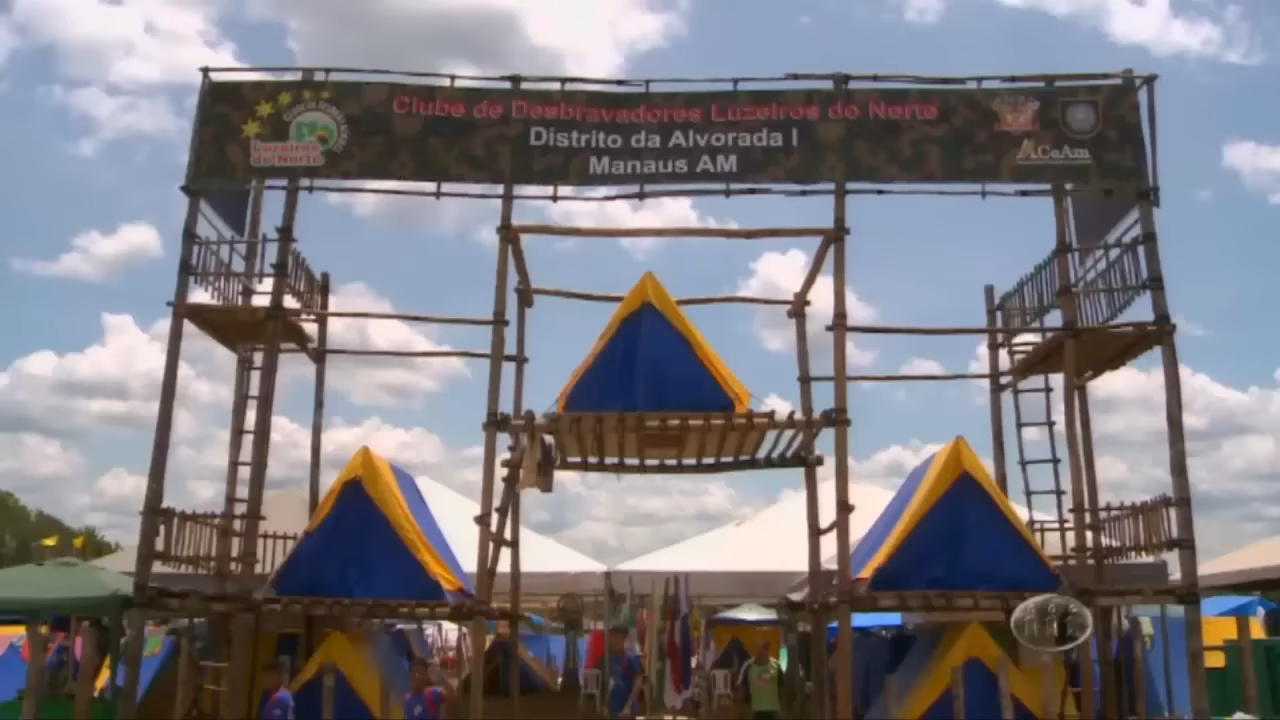 Clube de Desbravadores Luzeiros do Norte
Distrito da Alvorada I
Manaus AM
Luzeiros
do Norte
ACeAm